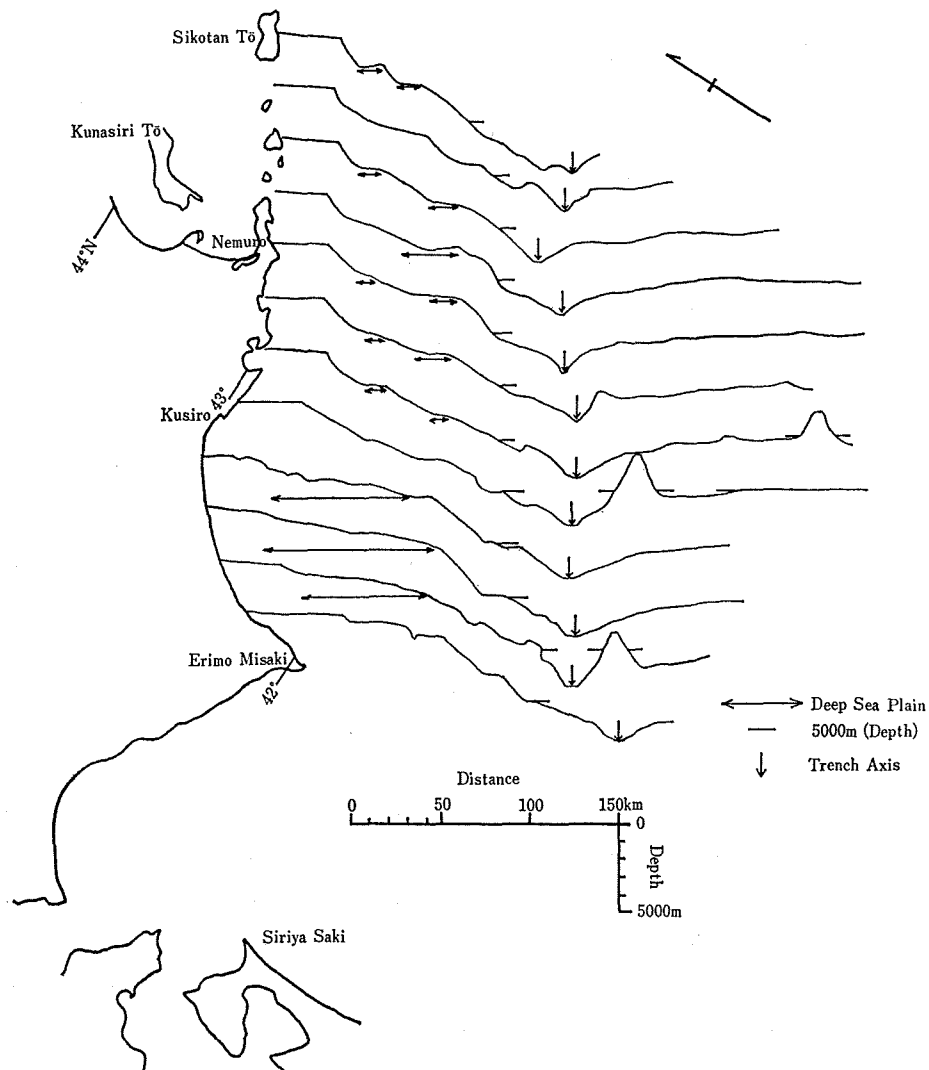 Sikotan Tō
Kunasiri Tō
44°N
Nemuro
43°
Kusiro
Erimo Misaki
42°
Deep Sea Plain
5000m (Depth)
Trench Axis
Distance
0 50 100 150km
0
Depth
5000m
Siriya Saki